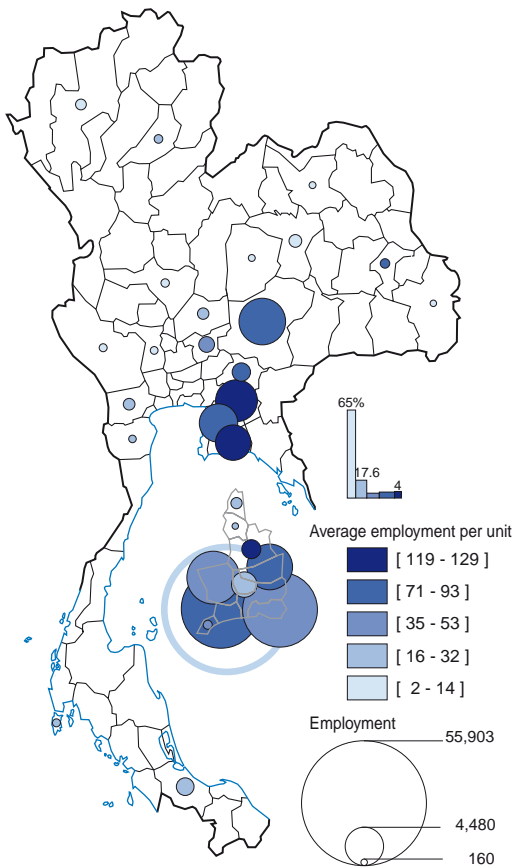 65%
17.6
4
Average employment per unit
[ 119 - 129 ]
[ 71 - 93 ]
[ 35 - 53 ]
[ 16 - 32 ]
[ 2 - 14 ]
Employment
55,903
4,480
160